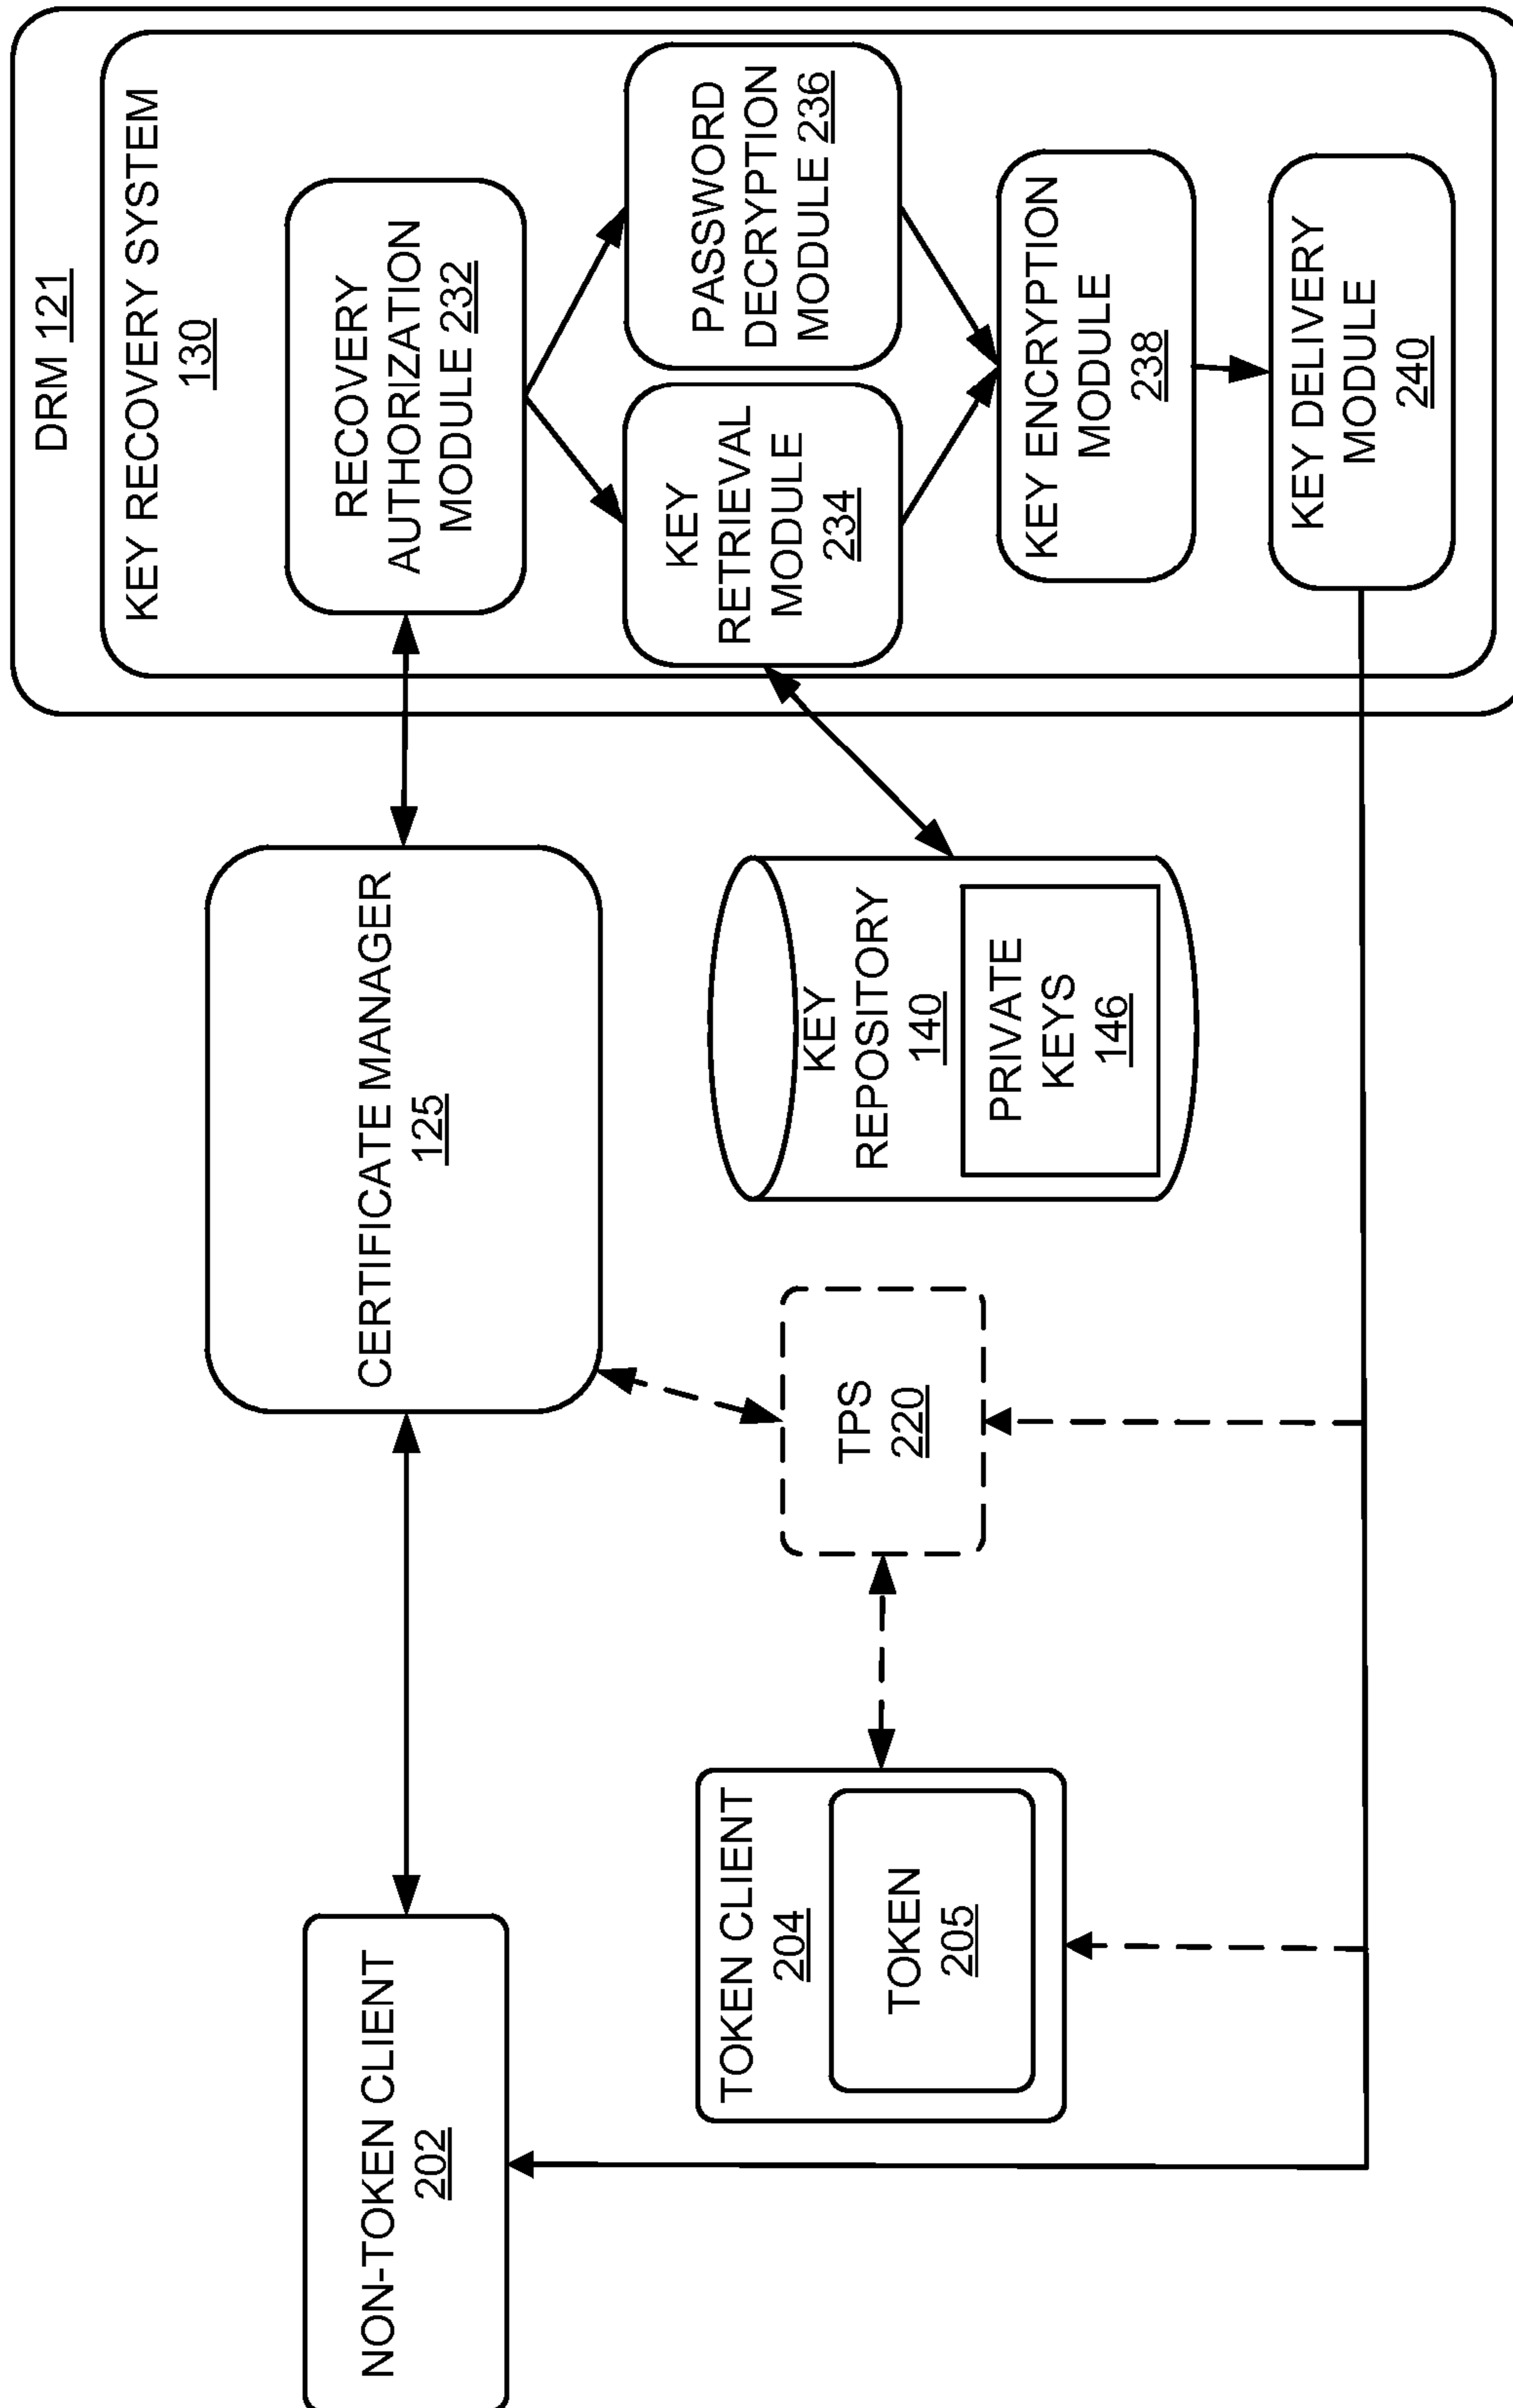 DRM 121
KEY RECOVERY SYSTEM
130
RECOVERY
AUTHORIZATION
MODULE 232
KEY
RETRIEVAL
MODULE
234
PASSWORD
DECRYPTION
MODULE 236
KEY ENCRYPTION
MODULE
238
KEY DELIVERY
MODULE
240
CERTIFICATE MANAGER
125
KEY
REPOSITORY
140
PRIVATE
KEYS
146
TPS
220
NON-TOKEN CLIENT
202
TOKEN CLIENT
204
TOKEN
205